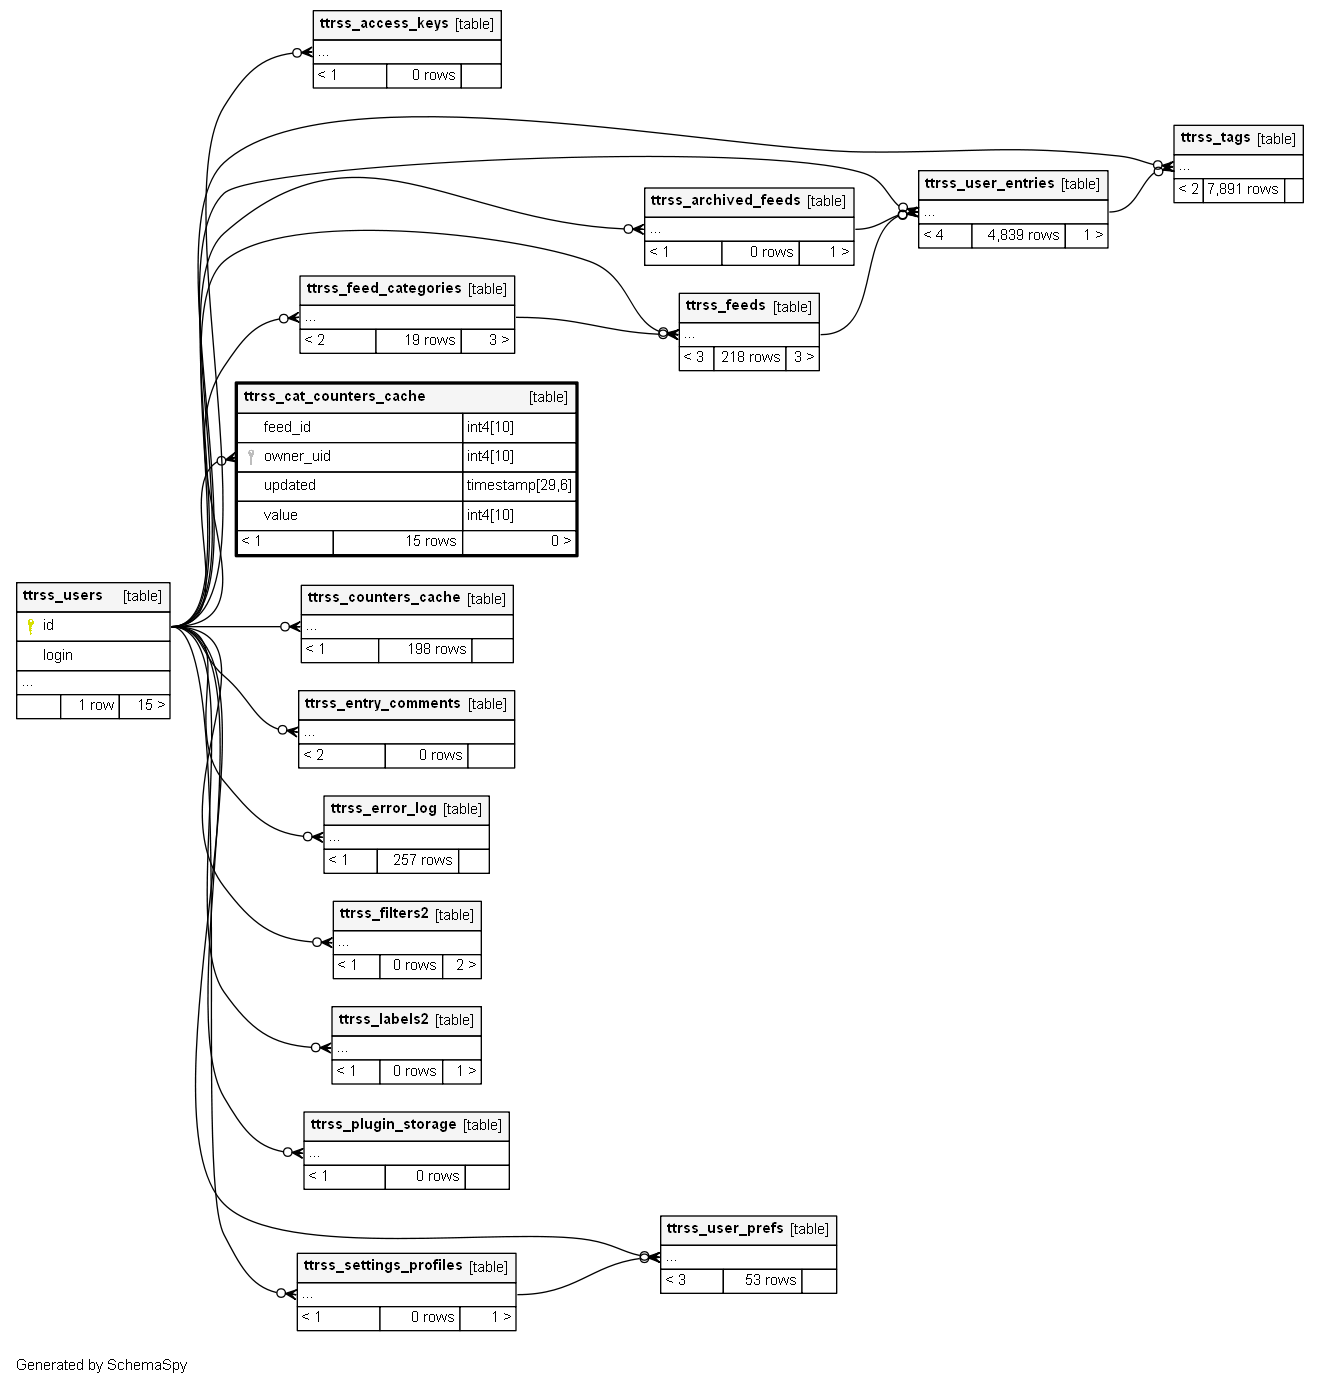 ttrss_access_keys [table]
...
< 1 0 rows
ttrss_tags [table]
...
< 2 7,891 rows
ttrss_user_entries [table]
...
< 4 4,839 rows 1 >
ttrss_archived_feeds [table]
...
< 1 0 rows 1 >
ttrss_feed_categories [table]
...
< 2 19 rows 3 >
ttrss_feeds [table]
...
< 3 218 rows 3 >
ttrss_cat_counters_cache [table]
feed_id int4[10]
owner_uid int4[10]
updated timestamp[29,6]
value int4[10]
< 1 15 rows 0 >
ttrss_users [table]
id
login
...
1 row 15 >
ttrss_counters_cache [table]
...
< 1 198 rows
ttrss_entry_comments [table]
...
< 2 0 rows
ttrss_error_log [table]
...
< 1 257 rows
ttrss_filters2 [table]
...
< 1 0 rows 2 >
ttrss_labels2 [table]
...
< 1 0 rows 1 >
ttrss_plugin_storage [table]
...
< 1 0 rows
ttrss_user_prefs [table]
...
< 3 53 rows
ttrss_settings_profiles [table]
...
< 1 0 rows 1 >
Generated by SchemaSpy